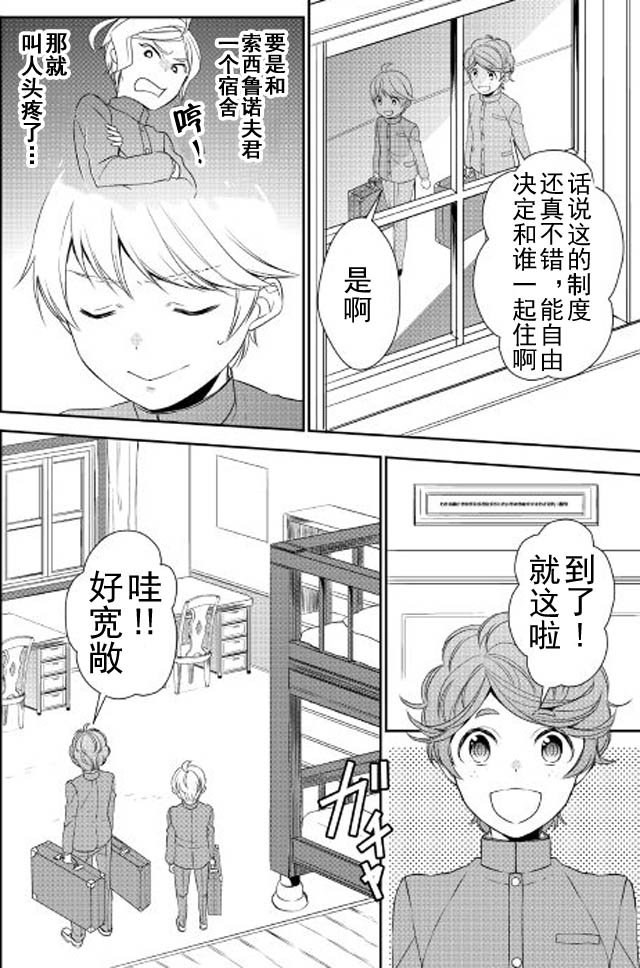 话说这的制度
还真不错，能自由
决定和谁一起住啊
是啊
要是和
索西鲁诺夫君
一个宿舍
那就
叫人头疼了…
哼！
到了！
就这啦
哇!!
好宽敞
ガチャ